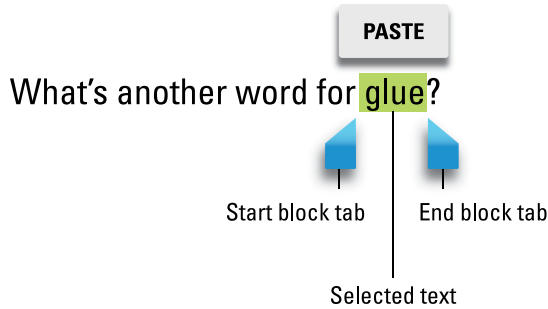 PASTE
What’s another word for glue?
Start block tab
End block tab
Selected text